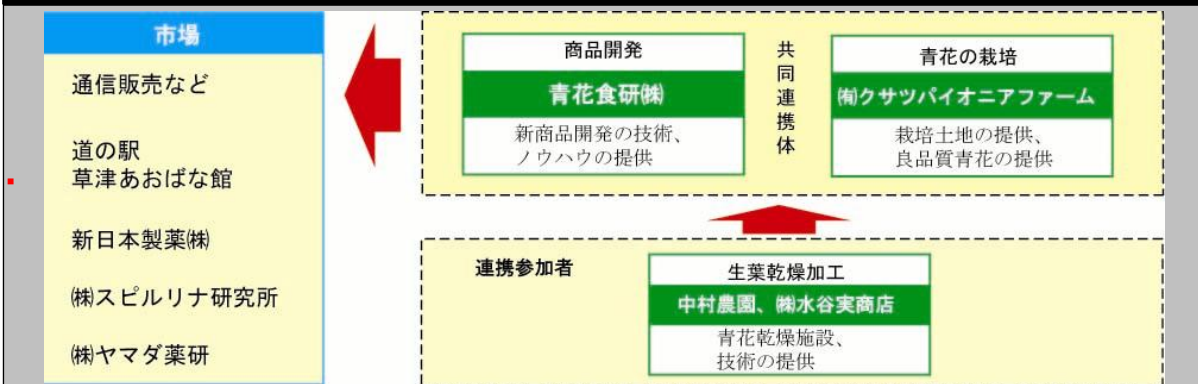 市場
通信販売など
道の駅
草津あおばな館
新日本製薬㈱
㈱スピルリナ研究所
㈱ヤマダ薬研
商品開発
青花食研㈱
新商品開発の技術、
ノウハウの提供
共同連携体
青花の栽培
㈲クサツパイオニアファーム
栽培土地の提供、
良品質青花の提供
連携参加者
生葉乾燥加工
中村農園、㈱水谷実商店
青花乾燥施設、
技術の提供